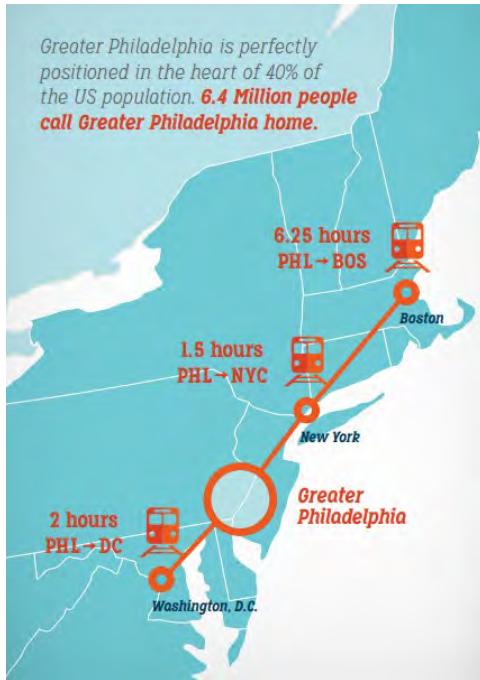 Greater Philadelphia is perfectly
positioned in the heart of 40% of
the US population. 6.4 Million people
call Greater Philadelphia home.
6.25 hours
PHL→BOS
Boston
1.5 hours
PHL→NYC
New York
Greater
Philadelphia
2 hours
PHL→DC
Washington, D.C.